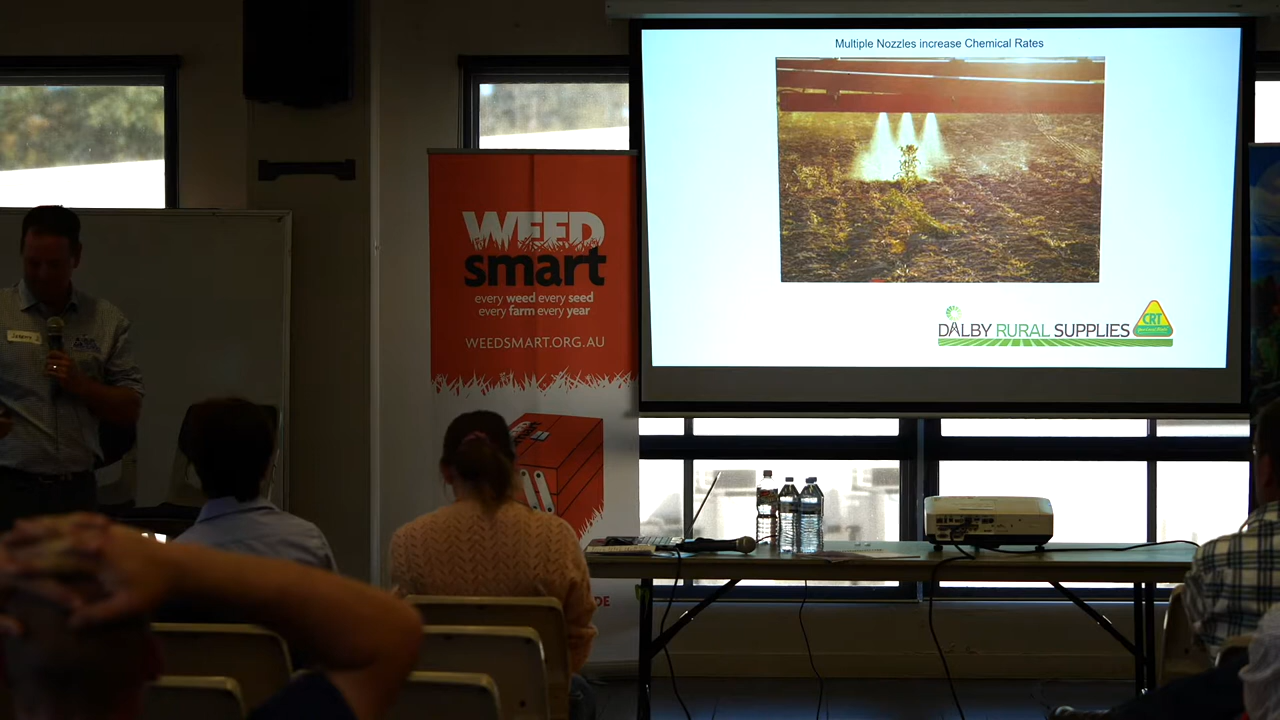 Multiple Nozzles increase Chemical Rates
WEED
smart
every weed every seed
every farm every year
WEEDSMART.ORG.AU
DALBY RURAL SUPPLIES
CRT